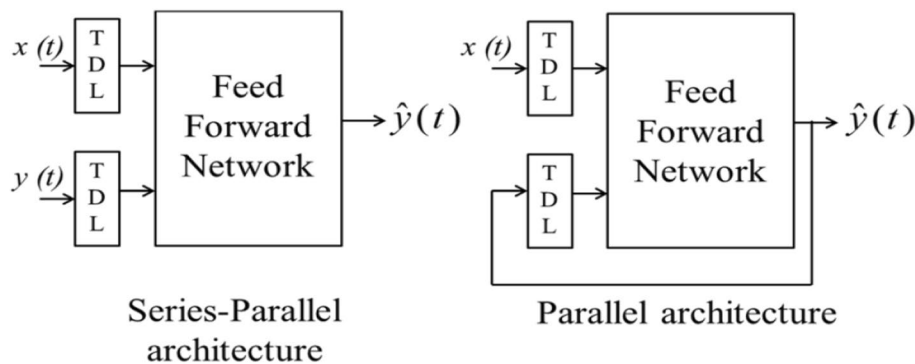 x (t)
T
D
L
Feed
Forward
Network
ŷ(t)
y (t)
T
D
L
Series-Parallel
architecture
x (t)
T
D
L
Feed
Forward
Network
ŷ(t)
T
D
L
Parallel architecture